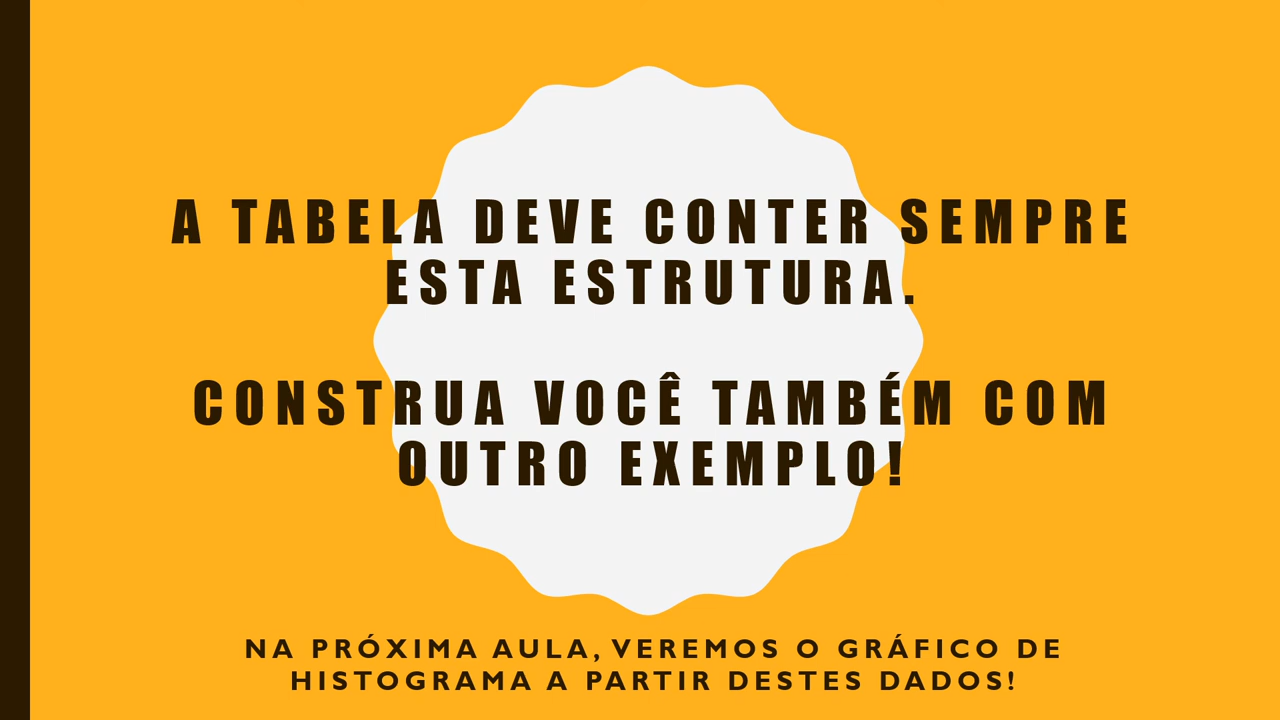 A TABELA DEVE CONTER SEMPRE
ESTA ESTRUTURA.
CONSTRUA VOCÊ TAMBÉM COM
OUTRO EXEMPLO!
NA PRÓXIMA AULA, VEREMOS O GRÁFICO DE
HISTOGRAMA A PARTIR DESTES DADOS!